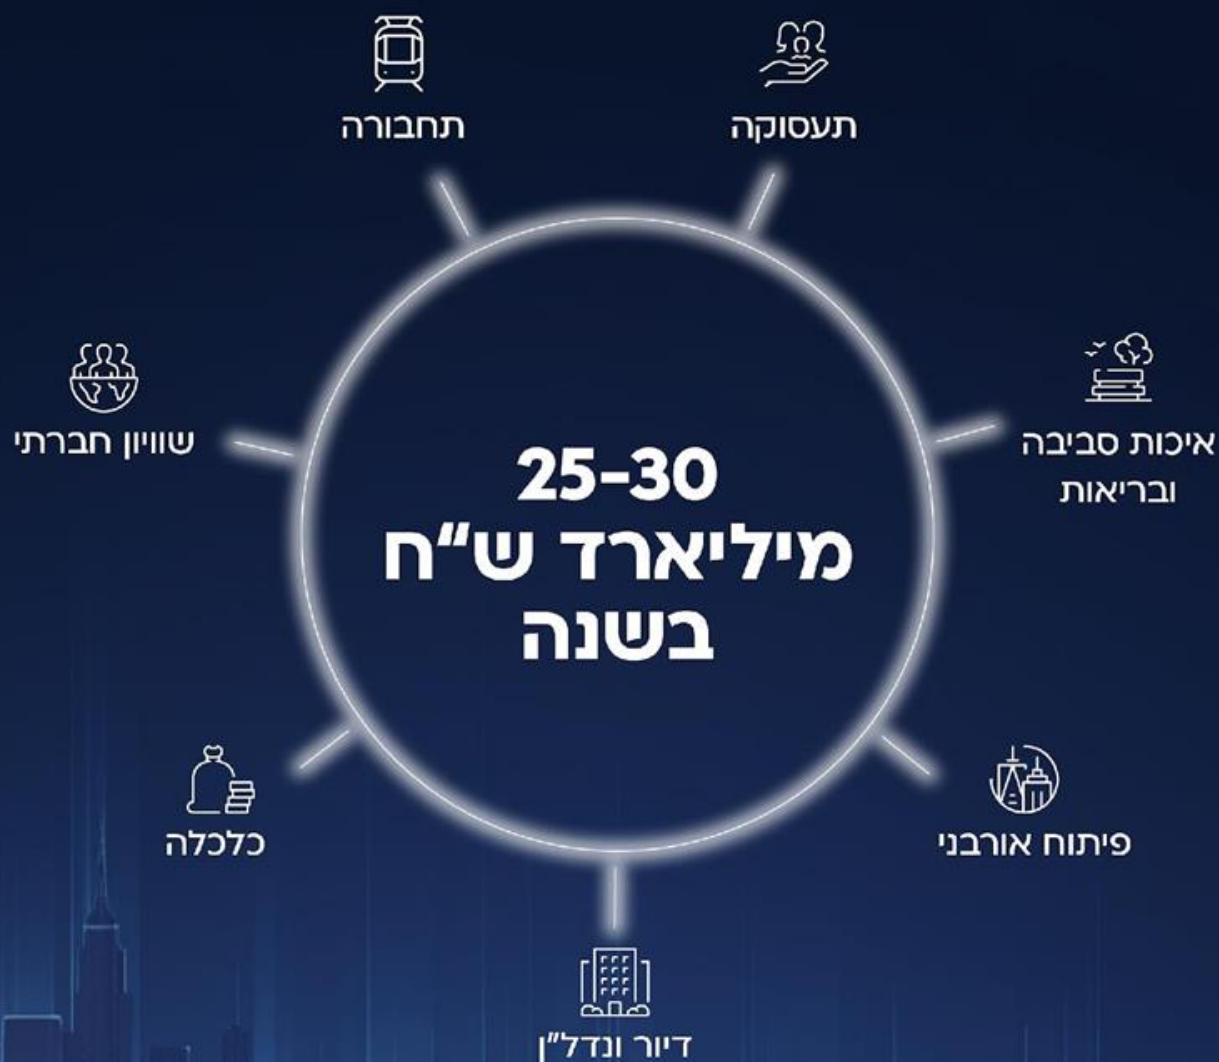 תעסוקה
תחבורה
איכות סביבה
ובריאות
שוויון חברתי
25-30
מיליארד ש"ח
בשנה
פיתוח אורבני
כלכלה
דיור ונדל"ן